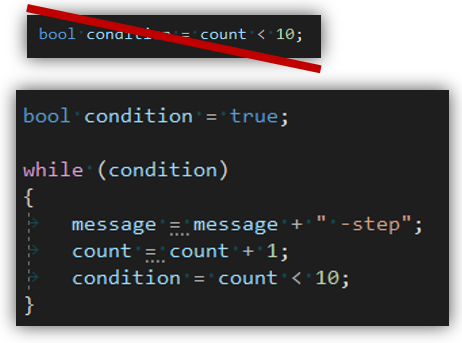 bool condition = count < 10;
bool condition = true;
while (condition)
{
message = message + " -step";
count = count + 1;
condition = count < 10;
}